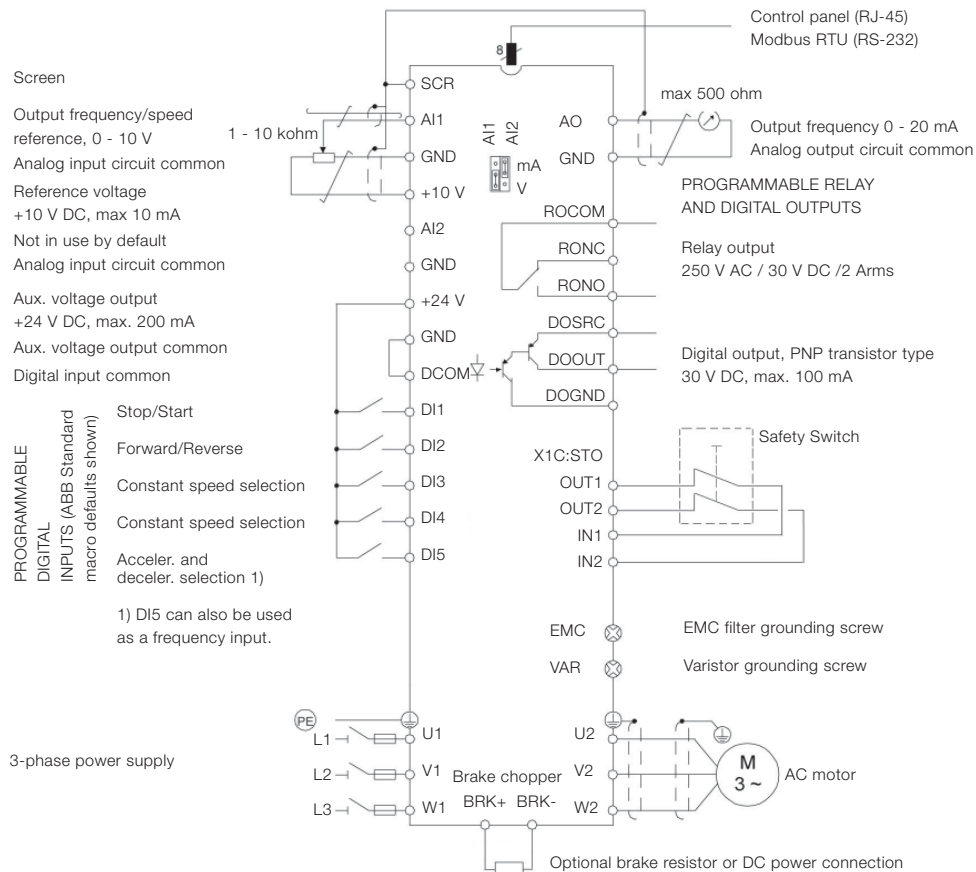 Control panel (RJ-45)
Modbus RTU (RS-232)
8
Screen
SCR
Output frequency/speed
reference, 0 - 10 V
1 - 10 kohm
AI1
Analog input circuit common
GND
Reference voltage
+10 V DC, max 10 mA
+10 V
Not in use by default
AI2
Analog input circuit common
GND
Aux. voltage output
+24 V DC, max. 200 mA
+24 V
Aux. voltage output common
GND
Digital input common
DCOM
PROGRAMMABLE
DIGITAL
INPUTS (ABB Standard
macro defaults shown)
Stop/Start
DI1
Forward/Reverse
DI2
Constant speed selection
DI3
Constant speed selection
DI4
Acceler. and
deceler. selection 1)
DI5
1) DI5 can also be used
as a frequency input.
AI1
AI2
mA
V
max 500 ohm
AO
Output frequency 0 - 20 mA
GND
Analog output circuit common
PROGRAMMABLE RELAY
AND DIGITAL OUTPUTS
ROCOM
RONC
Relay output
250 V AC / 30 V DC /2 Arms
RONO
DOSRC
DOOUT
Digital output, PNP transistor type
30 V DC, max. 100 mA
DOGND
Safety Switch
X1C:STO
OUT1
OUT2
IN1
IN2
EMC
EMC filter grounding screw
VAR
Varistor grounding screw
PE
3-phase power supply
L1
U1
L2
V1
L3
W1
Brake chopper
BRK+ BRK-
U2
V2
W2
M
3 ~
AC motor
Optional brake resistor or DC power connection